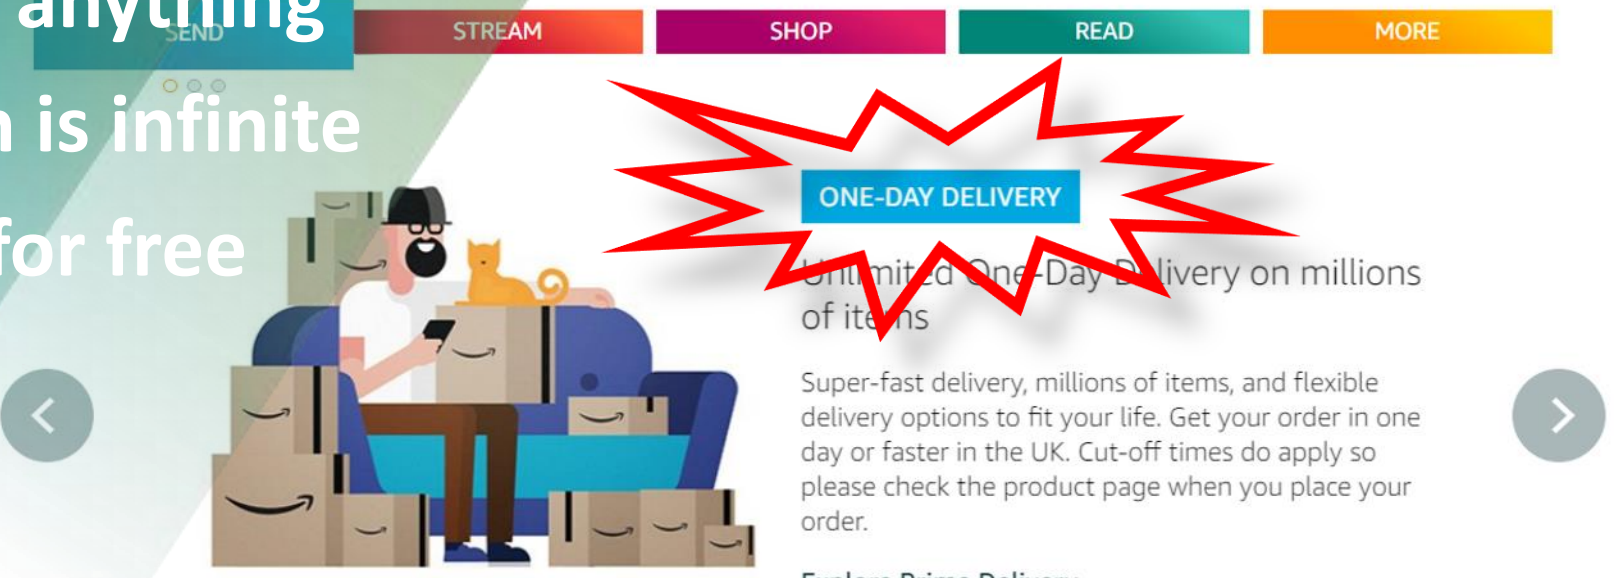 anything
SEND
STREAM
SHOP
READ
MORE
is infinite
for free
ONE-DAY DELIVERY
Unlimited One-Day Delivery on millions
of items
Super-fast delivery, millions of items, and flexible
delivery options to fit your life. Get your order in one
day or faster in the UK. Cut-off times do apply so
please check the product page when you place your
order.
Explore Prime Delivery